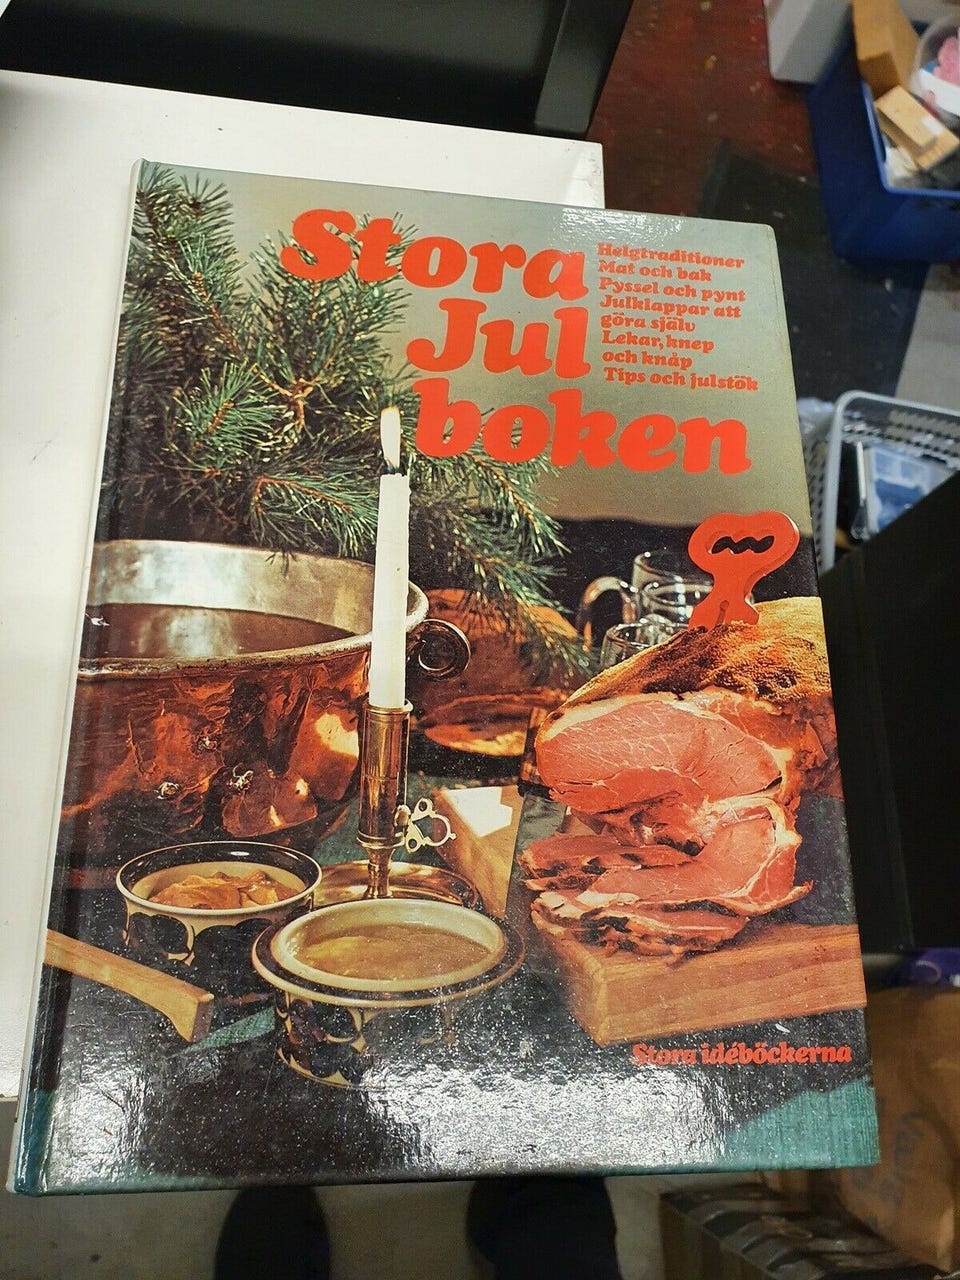 Stora
Jul
boken
Helgtraditioner
Mat och bak
Pyssel och pynt
Julklappar att
göra själv
Lekar, knep
och knåp
Tips och julstök
Stora idéböckerna